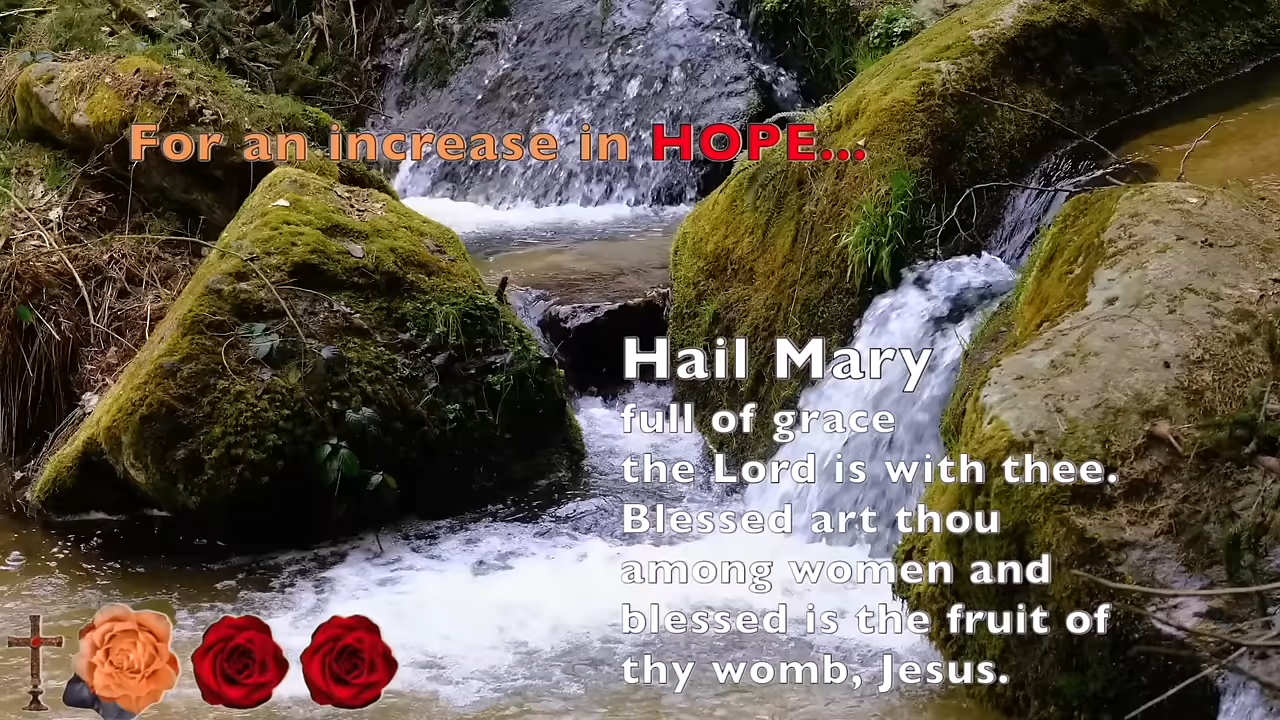 For an increase in HOPE...
Hail Mary
full of grace
the Lord is with thee.
Blessed art thou
among women and
blessed is the fruit of
thy womb, Jesus.